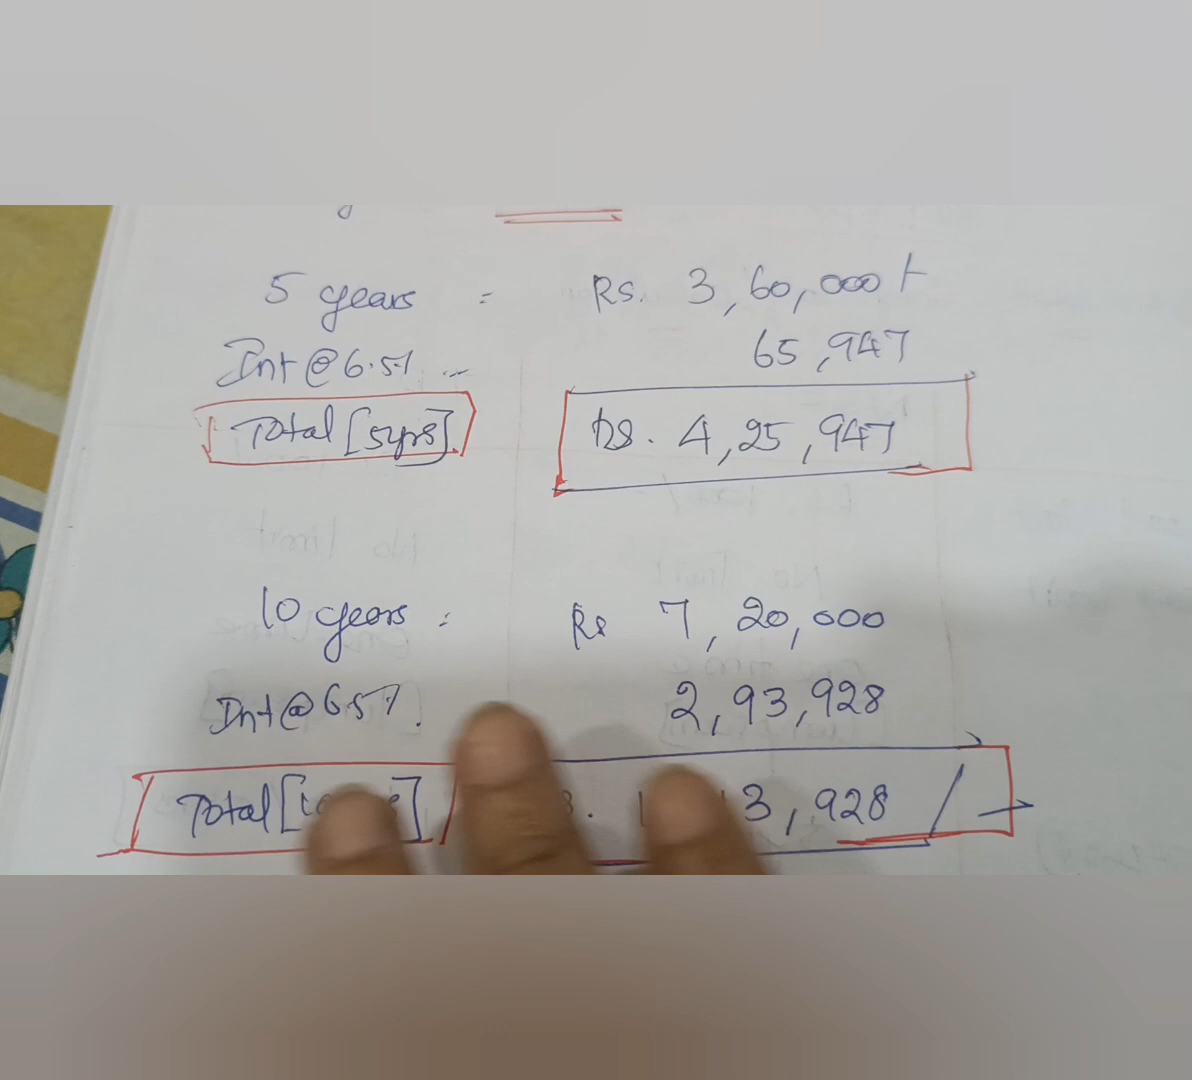 5 years = Rs. 3,60,000 +
Int @ 6.5% ... 65,947
Total [5yrs] Rs. 4,25,947
10 years : Rs 7,20,000
Int @ 6.5%. 2,93,928
Total [ 3,928 /